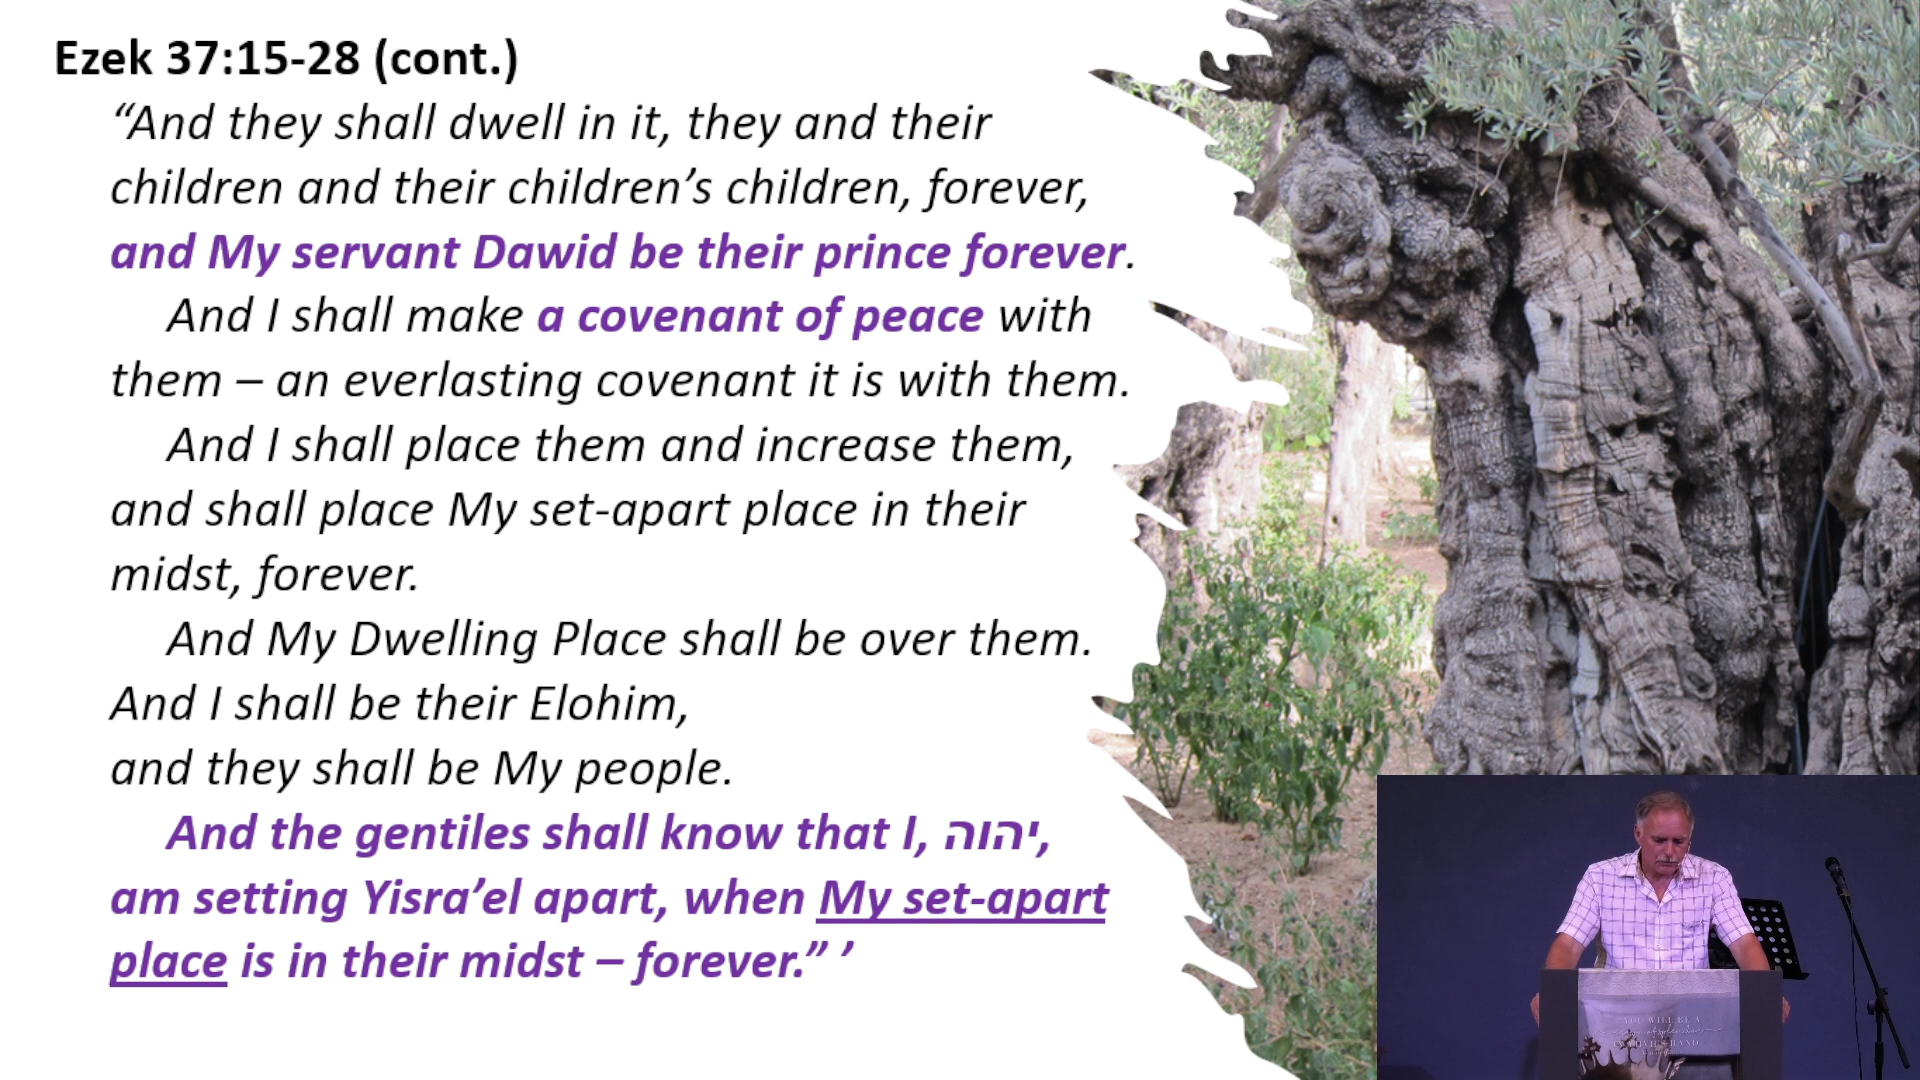 Ezek 37:15-28 (cont.)
“And they shall dwell in it, they and their
children and their children’s children, forever,
and My servant Dawid be their prince forever.
And I shall make a covenant of peace with
them – an everlasting covenant it is with them.
And I shall place them and increase them,
and shall place My set-apart place in their
midst, forever.
And My Dwelling Place shall be over them.
And I shall be their Elohim,
and they shall be My people.
And the gentiles shall know that I, יהוה,
am setting Yisra’el apart, when My set-apart
place is in their midst – forever.” ’
YOU WILL BE A